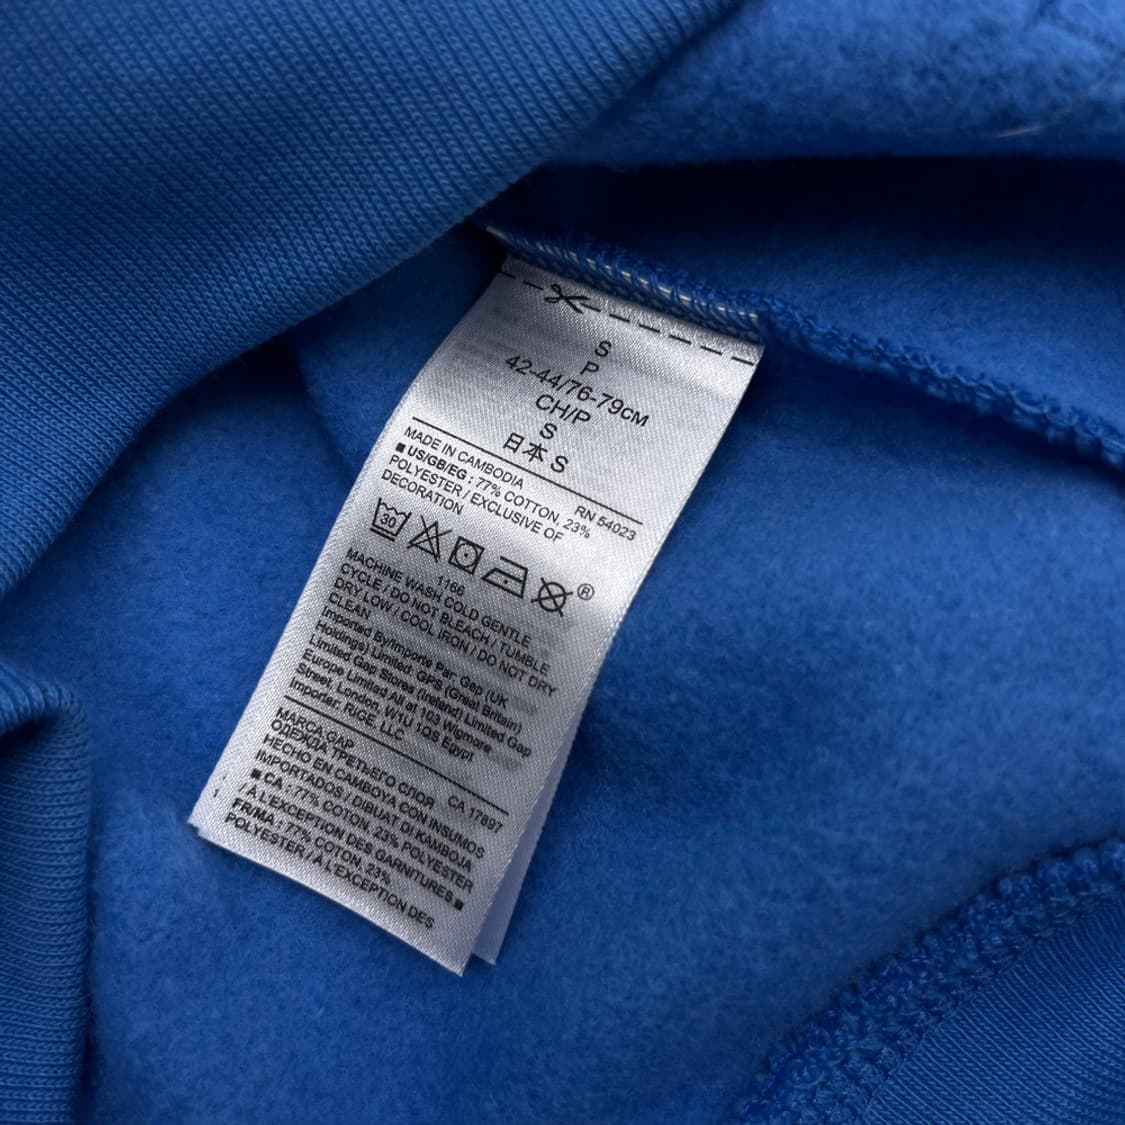 S
P
42-44/76-79CM
CH/P
S
日本 S
MADE IN CAMBODIA RN 54023
■ US/GB/EG : 77% COTTON, 23%
POLYESTER / EXCLUSIVE OF
DECORATION
30 ®
1166
MACHINE WASH COLD GENTLE
CYCLE / DO NOT BLEACH / TUMBLE
DRY LOW / COOL IRON / DO NOT DRY
CLEAN
Imported By/Importe Par. Gap (UK
Holdings) Limited GPS (Great Britain)
Limited Gap Stores (Ireland) Limited Gap
Europe Limited All at 103 Wigmore
Street, London, W1U 1QS Egypt
Importer. RIGE, LLC
MARCA GAP CA 17897
ОДЕЖДА ТРЕТЬЕГО СЛОЯ
HECHO EN CAMBOYA CON INSUMOS
IMPORTADOS / DIBUAT DI KAMBOJA
■ CA : 77% COTTON, 23% POLYESTER
/ À L'EXCEPTION DES GARNITURES.■
FR/MA : 77% COTON, 23%
POLYESTER / À L'EXCEPTION DES
1